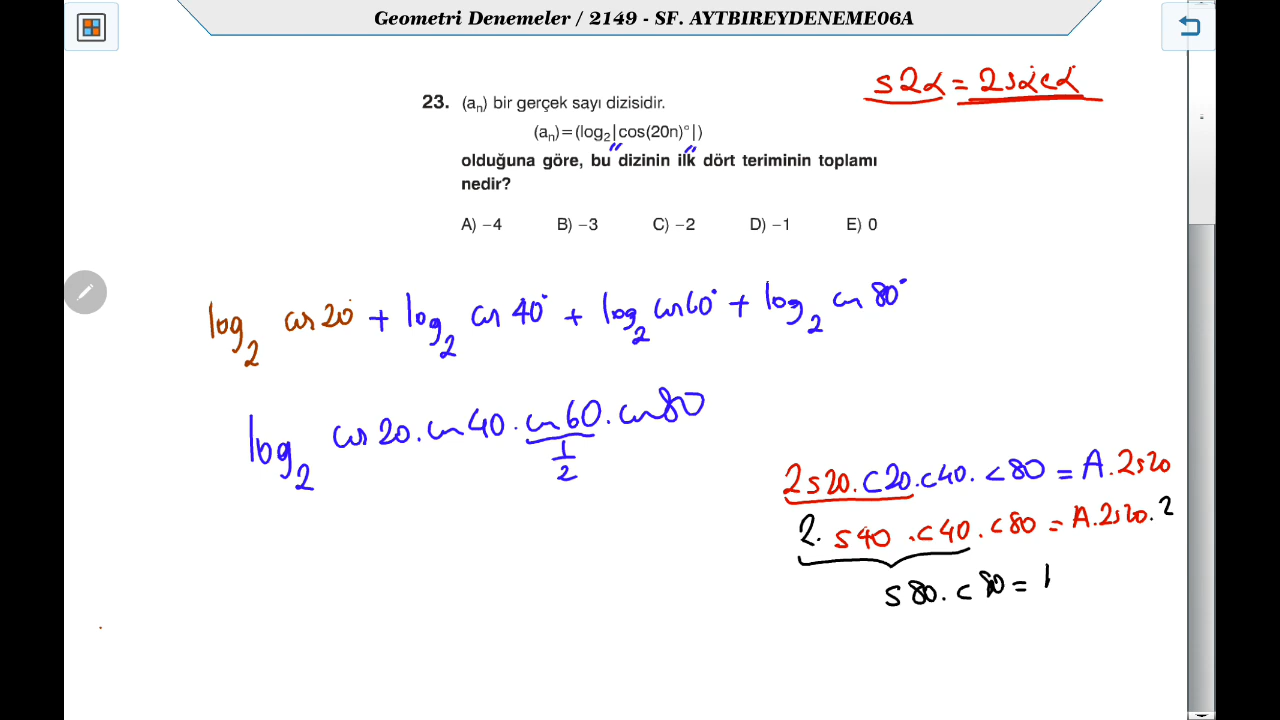 Geometri Denemeler / 2149 - SF. AYTBIREYDENEME06A
s2α = 2sαcα
23. (aₙ) bir gerçek sayı dizisidir.
(aₙ)=(log₂|cos(20n)°|)
olduğuna göre, bu dizinin ilk dört teriminin toplamı
nedir?
A) −4 B) −3 C) −2 D) −1 E) 0
log₂ cos20° + log₂ cos40° + log₂ cos60° + log₂ cos80°
log₂ cos20.cos40.cos60.cos80
1
2
2s20.c20.c40.c80 = A.2s20
2.s40.c40.c80 = A.2s20.2
s80.c80 =